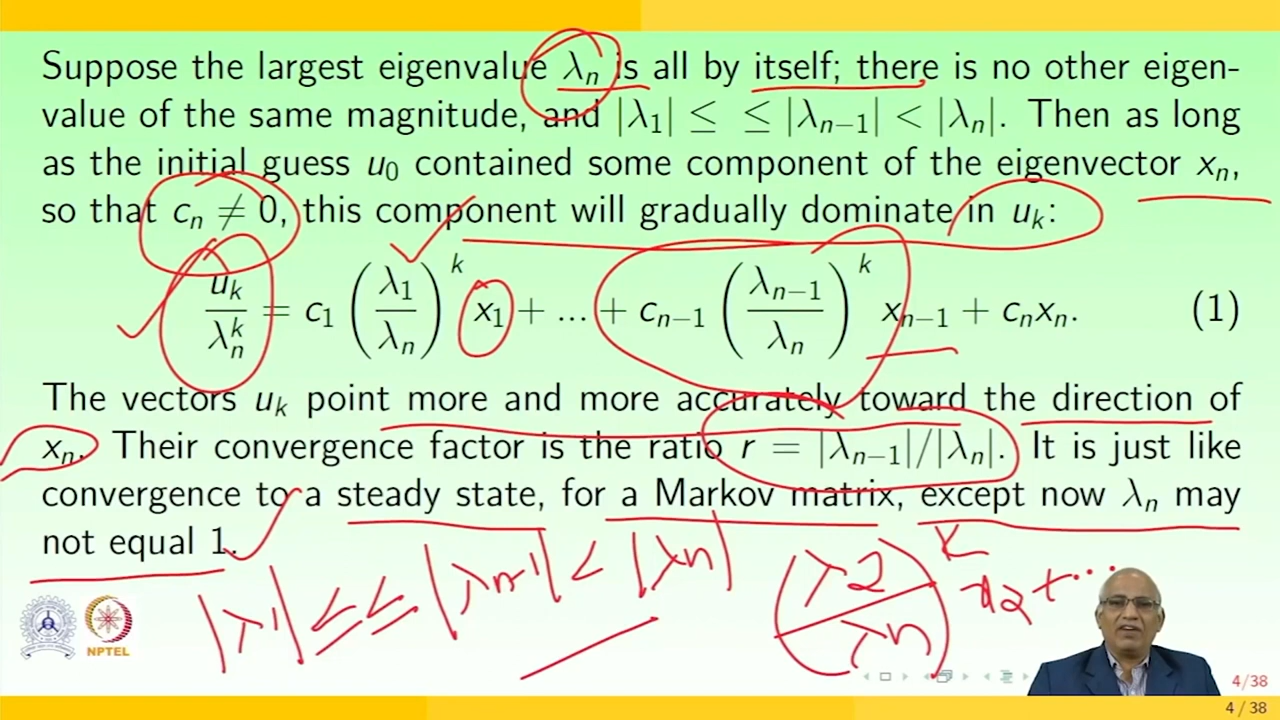 Suppose the largest eigenvalue λₙ is all by itself; there is no other eigen-
value of the same magnitude, and |λ₁| ≤ ≤ |λₙ₋₁| < |λₙ|. Then as long
as the initial guess u₀ contained some component of the eigenvector xₙ,
so that cₙ ≠ 0, this component will gradually dominate in uₖ:
uₖ/λₙᵏ = c₁ (λ₁/λₙ)ᵏ x₁ + ... + cₙ₋₁ (λₙ₋₁/λₙ)ᵏ xₙ₋₁ + cₙxₙ. (1)
The vectors uₖ point more and more accurately toward the direction of
xₙ. Their convergence factor is the ratio r = |λₙ₋₁|/|λₙ|. It is just like
convergence to a steady state, for a Markov matrix, except now λₙ may
not equal 1.
|λ1| ≤ ≤ |λn-1| < |λn| (λ2/λn)ᵏ x₂ + ...
NPTEL
4/38
4 / 38